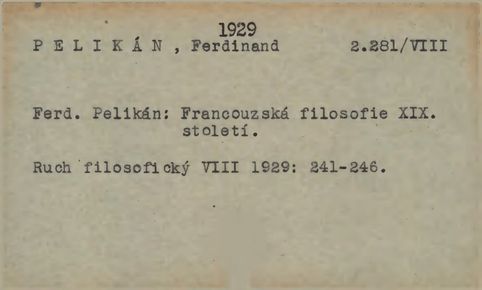 1929
P E L I K Á N , Ferdinand 2.281/VIII
Ferd. Pelikán: Francouzská filosofie XIX.
století.
Ruch filosofický VIII 1929: 241-246.